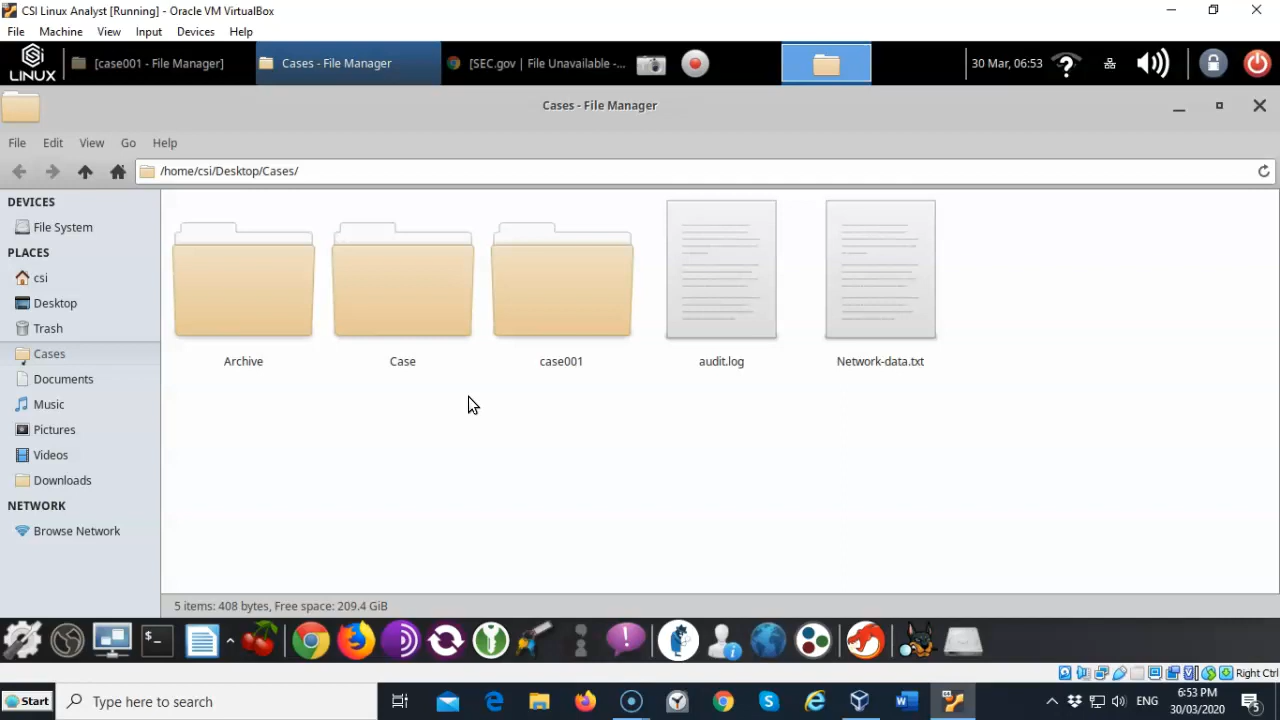 CSI Linux Analyst [Running] - Oracle VM VirtualBox
File Machine View Input Devices Help
Si
LINUX
[case001 - File Manager]
Cases - File Manager
[SEC.gov | File Unavailable -...
30 Mar, 06:53
Cases - File Manager
File Edit View Go Help
/home/csi/Desktop/Cases/
DEVICES
File System
PLACES
csi
Desktop
Trash
Cases
Documents
Music
Pictures
Videos
Downloads
NETWORK
Browse Network
Archive
Case
case001
audit.log
Network-data.txt
5 items: 408 bytes, Free space: 209.4 GiB
Right Ctrl
Start
Type here to search
ENG
6:53 PM
30/03/2020
5